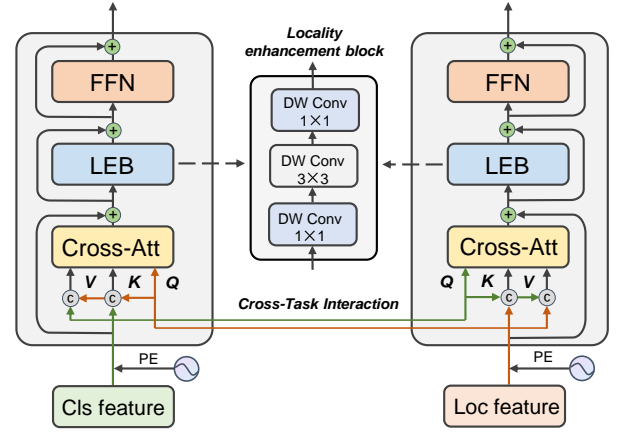 Locality
enhancement block
FFN
LEB
Cross-Att
V
K
Q
C
C
PE
Cls feature
DW Conv
1×1
DW Conv
3×3
DW Conv
1×1
Cross-Task Interaction
FFN
LEB
Cross-Att
Q
K
V
C
C
PE
Loc feature